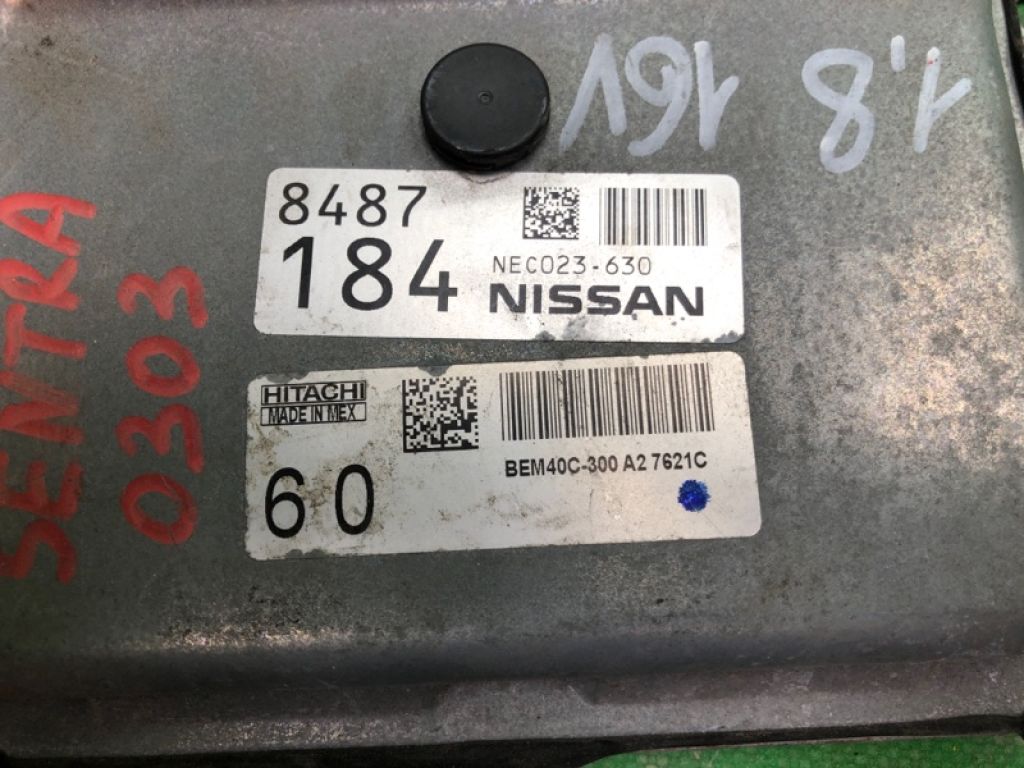 1.8 16V
SENTRA
0303
8487
184
NEC023-630
NISSAN
HITACHI
MADE IN MEX
60
BEM40C-300 A2 7621C